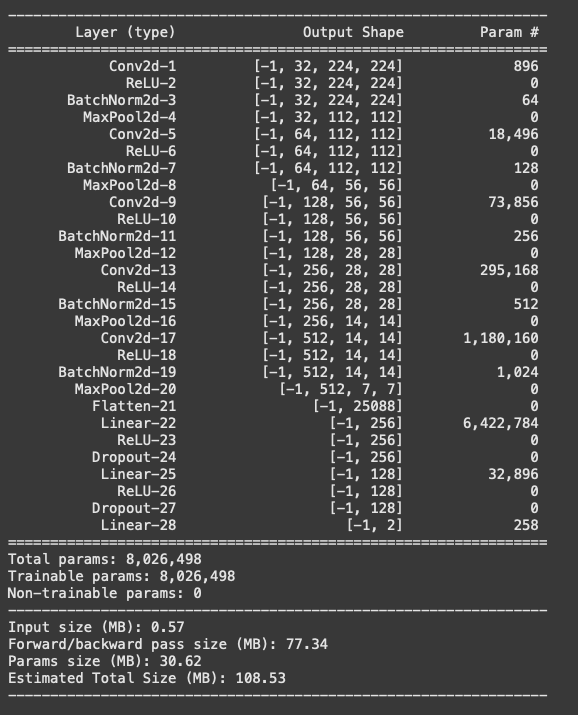 ----------------------------------------------------------------
        Layer (type)               Output Shape         Param #
================================================================
            Conv2d-1         [-1, 32, 224, 224]             896
              ReLU-2         [-1, 32, 224, 224]               0
       BatchNorm2d-3         [-1, 32, 224, 224]              64
         MaxPool2d-4         [-1, 32, 112, 112]               0
            Conv2d-5         [-1, 64, 112, 112]          18,496
              ReLU-6         [-1, 64, 112, 112]               0
       BatchNorm2d-7         [-1, 64, 112, 112]             128
         MaxPool2d-8           [-1, 64, 56, 56]               0
            Conv2d-9          [-1, 128, 56, 56]          73,856
             ReLU-10          [-1, 128, 56, 56]               0
      BatchNorm2d-11          [-1, 128, 56, 56]             256
        MaxPool2d-12          [-1, 128, 28, 28]               0
           Conv2d-13          [-1, 256, 28, 28]         295,168
             ReLU-14          [-1, 256, 28, 28]               0
      BatchNorm2d-15          [-1, 256, 28, 28]             512
        MaxPool2d-16          [-1, 256, 14, 14]               0
           Conv2d-17          [-1, 512, 14, 14]       1,180,160
             ReLU-18          [-1, 512, 14, 14]               0
      BatchNorm2d-19          [-1, 512, 14, 14]           1,024
        MaxPool2d-20            [-1, 512, 7, 7]               0
          Flatten-21                [-1, 25088]               0
           Linear-22                  [-1, 256]       6,422,784
             ReLU-23                  [-1, 256]               0
          Dropout-24                  [-1, 256]               0
           Linear-25                  [-1, 128]          32,896
             ReLU-26                  [-1, 128]               0
          Dropout-27                  [-1, 128]               0
           Linear-28                    [-1, 2]             258
================================================================
Total params: 8,026,498
Trainable params: 8,026,498
Non-trainable params: 0
----------------------------------------------------------------
Input size (MB): 0.57
Forward/backward pass size (MB): 77.34
Params size (MB): 30.62
Estimated Total Size (MB): 108.53
----------------------------------------------------------------